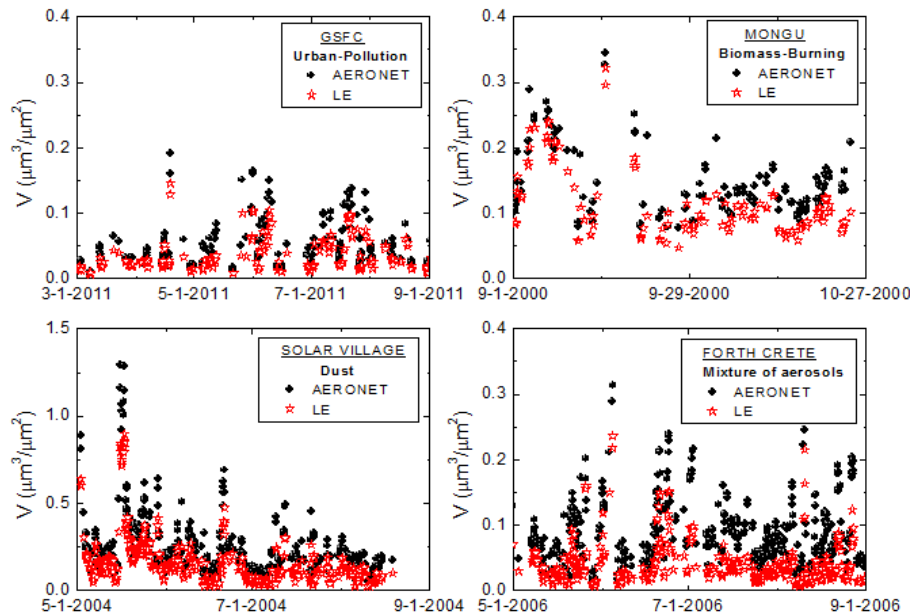 0.4
0.3
0.2
0.1
0.0
V (μm³/μm²)
GSFC
Urban-Pollution
AERONET
LE
3-1-2011 5-1-2011 7-1-2011 9-1-2011
0.4
0.3
0.2
0.1
0.0
V (μm³/μm²)
MONGU
Biomass-Burning
AERONET
LE
9-1-2000 9-29-2000 10-27-2000
1.5
1.0
0.5
0.0
V (μm³/μm²)
SOLAR VILLAGE
Dust
AERONET
LE
5-1-2004 7-1-2004 9-1-2004
0.4
0.3
0.2
0.1
0.0
V (μm³/μm²)
FORTH CRETE
Mixture of aerosols
AERONET
LE
5-1-2006 7-1-2006 9-1-2006